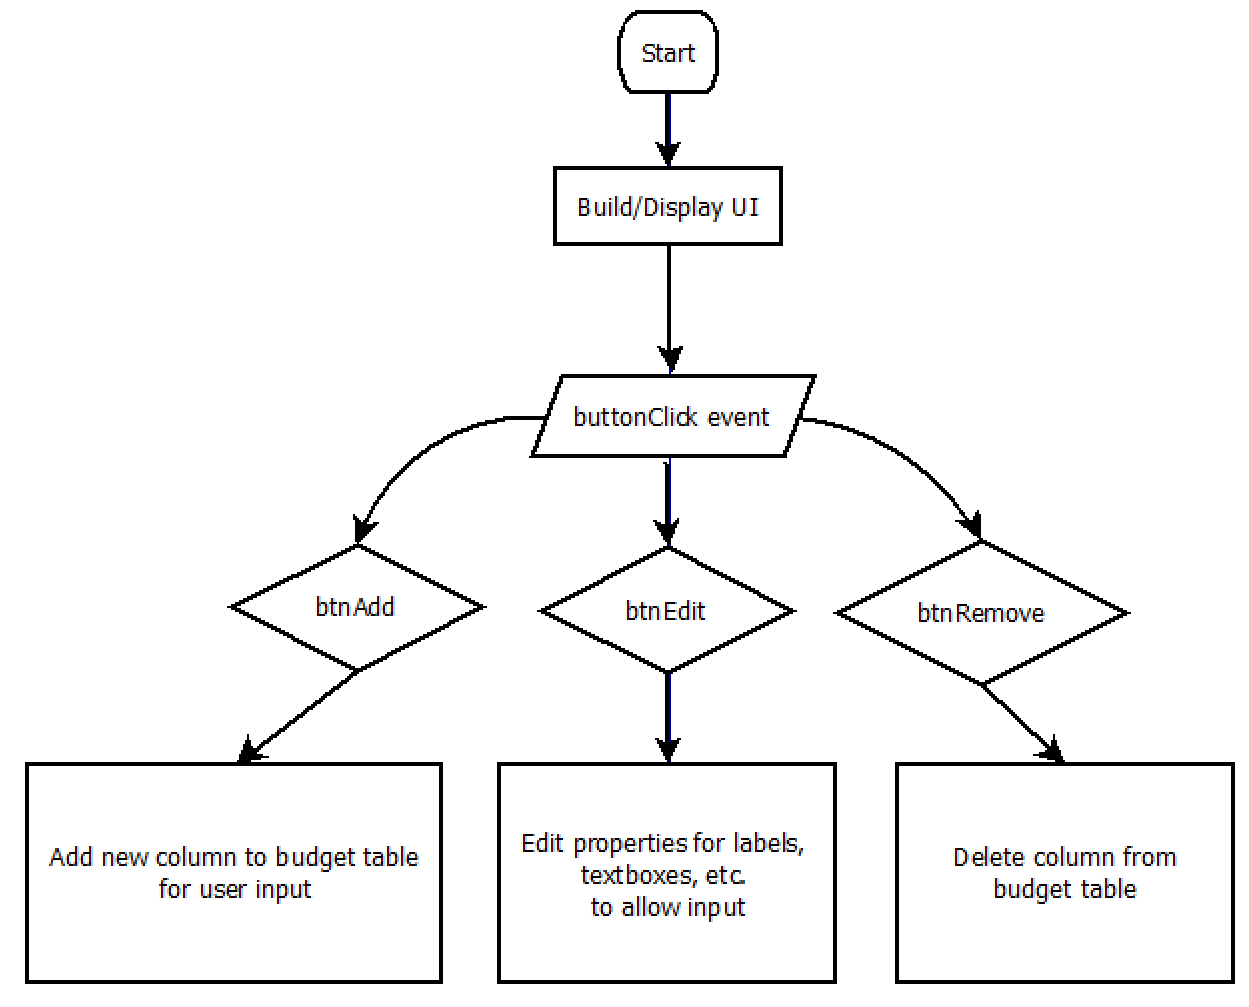 Start
Build/Display UI
buttonClick event
btnAdd
btnEdit
btnRemove
Add new column to budget table
for user input
Edit properties for labels,
textboxes, etc.
to allow input
Delete column from
budget table